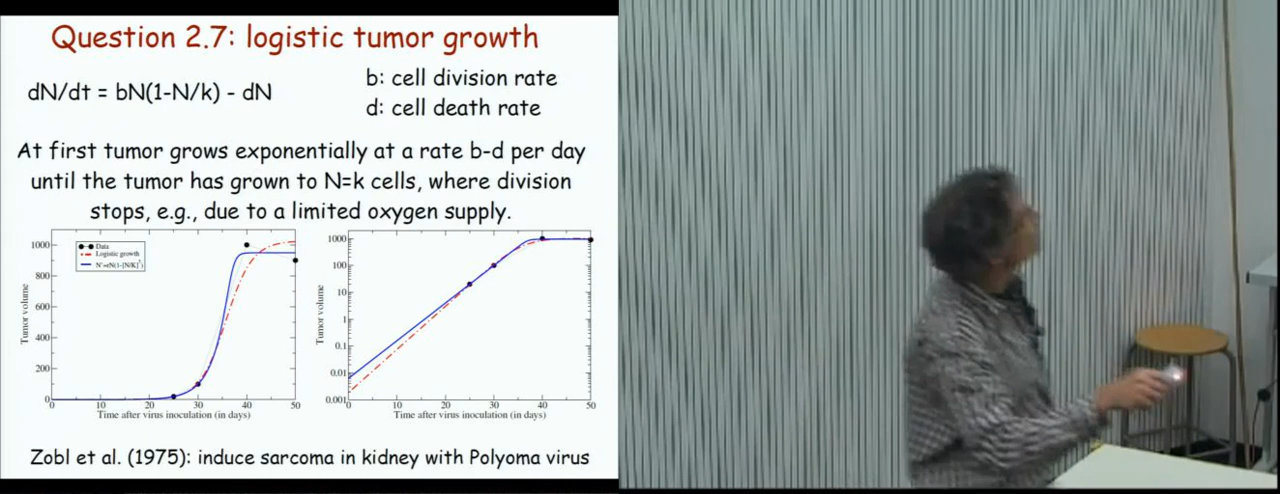 Question 2.7: logistic tumor growth
dN/dt = bN(1-N/k) - dN
b: cell division rate
d: cell death rate
At first tumor grows exponentially at a rate b-d per day
until the tumor has grown to N=k cells, where division
stops, e.g., due to a limited oxygen supply.
1000
800
600
400
200
0
Tumor volume
Data
Logistic growth
0 10 20 30 40 50
Time after virus inoculation (in days)
1000
100
10
1
0.1
0.01
0.001
Tumor volume
0 10 20 30 40 50
Time after virus inoculation (in days)
Zobl et al. (1975): induce sarcoma in kidney with Polyoma virus